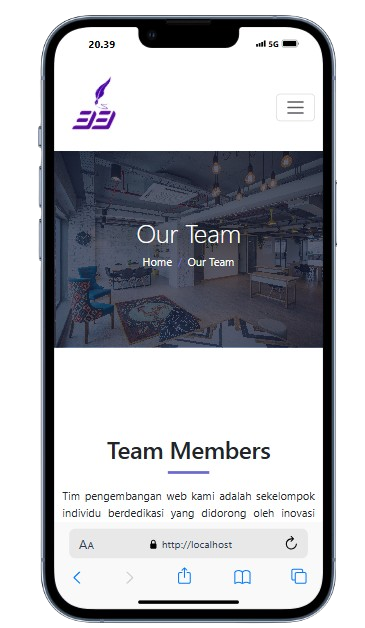 20.39
5G
Our Team
Home / Our Team
Team Members
Tim pengembangan web kami adalah sekelompok
individu berdedikasi yang didorong oleh inovasi
AA
http://localhost